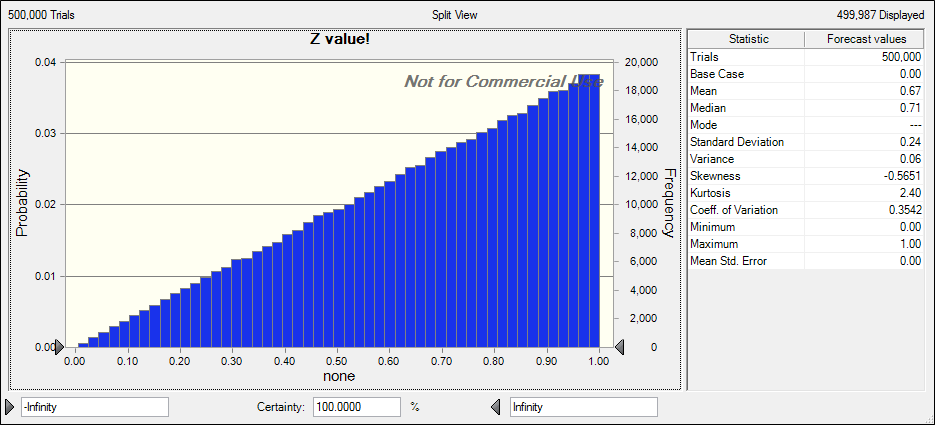 500,000 Trials
Split View
499,987 Displayed
Z value!
Not for Commercial Use
Probability
0.04
0.03
0.02
0.01
0.00
20,000
18,000
16,000
14,000
12,000
10,000
8,000
6,000
4,000
2,000
0
Frequency
0.00 0.10 0.20 0.30 0.40 0.50 0.60 0.70 0.80 0.90 1.00
none
Statistic Forecast values
Trials 500,000
Base Case 0.00
Mean 0.67
Median 0.71
Mode ---
Standard Deviation 0.24
Variance 0.06
Skewness -0.5651
Kurtosis 2.40
Coeff. of Variation 0.3542
Minimum 0.00
Maximum 1.00
Mean Std. Error 0.00
-Infinity Certainty: 100.0000 % Infinity